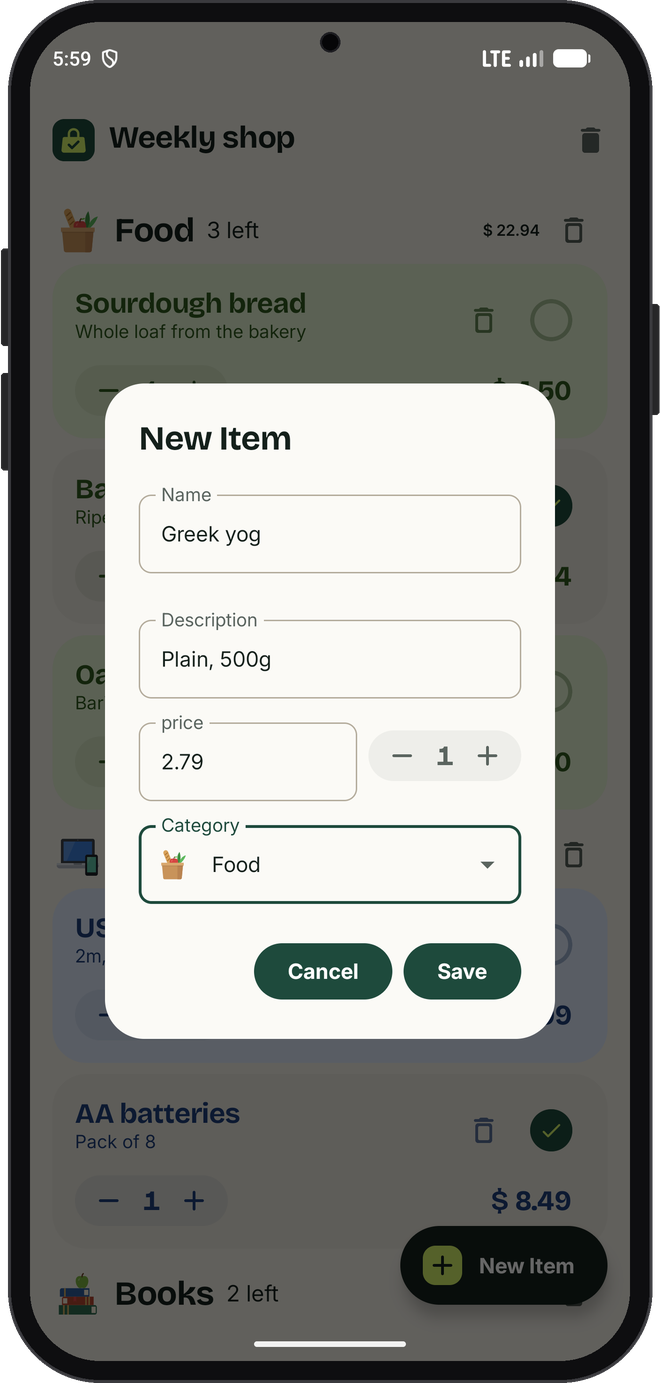 5:59
LTE
Weekly shop
Food 3 left $ 22.94
Sourdough bread
Whole loaf from the bakery
New Item
Name
Greek yog
Description
Plain, 500g
price
2.79
1
Category
Food
Cancel Save
AA batteries
Pack of 8
1 $ 8.49
New Item
Books 2 left